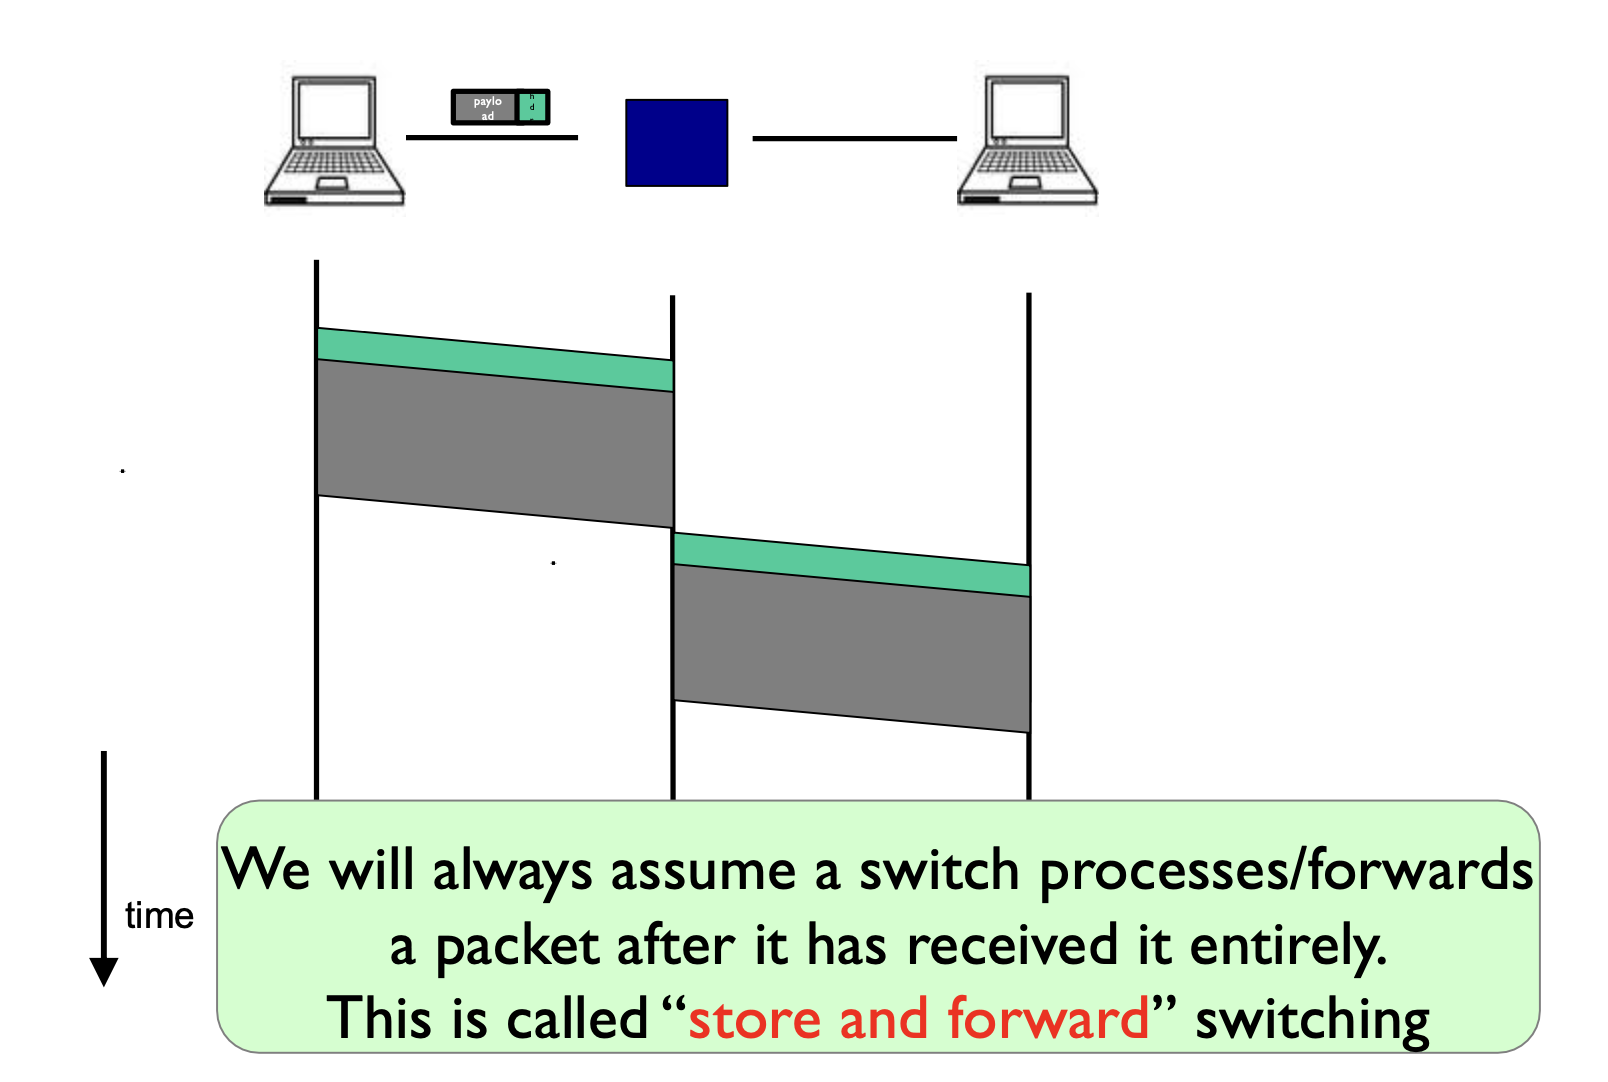 paylo
ad
h
d
time
We will always assume a switch processes/forwards
a packet after it has received it entirely.
This is called “store and forward” switching